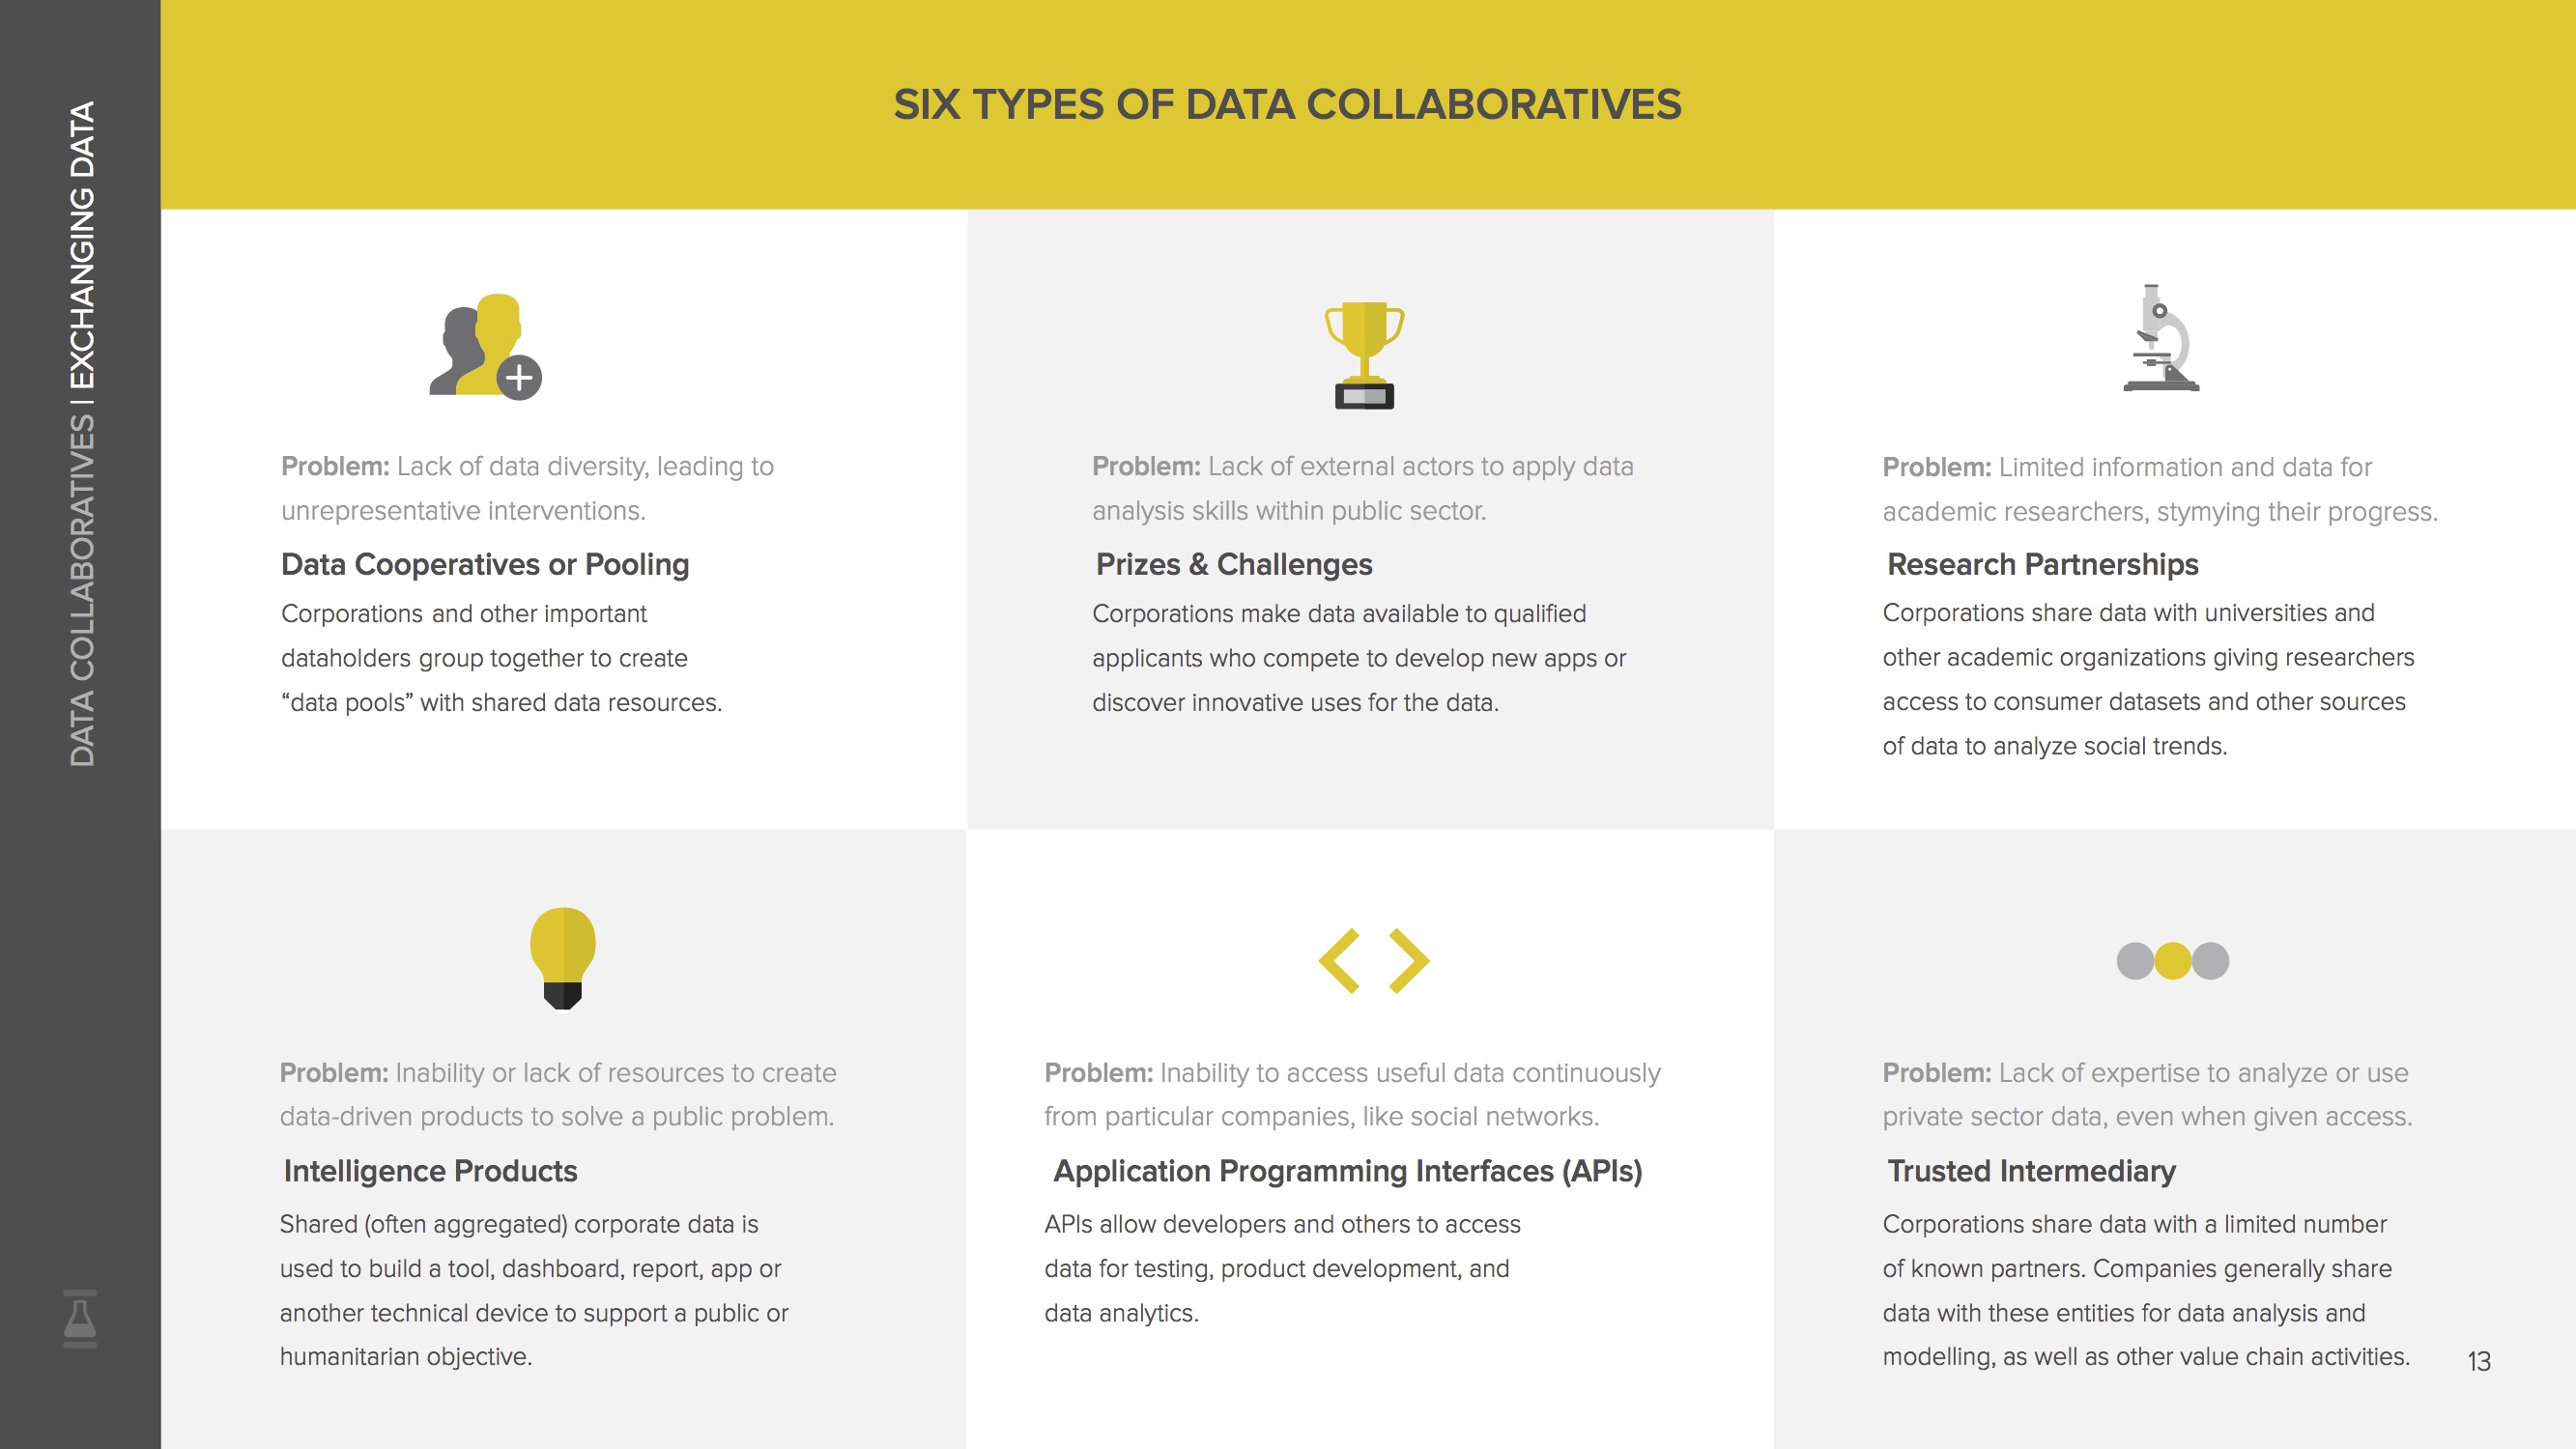 SIX TYPES OF DATA COLLABORATIVES
DATA COLLABORATIVES | EXCHANGING DATA
Problem: Lack of data diversity, leading to
unrepresentative interventions.
Data Cooperatives or Pooling
Corporations and other important
dataholders group together to create
“data pools” with shared data resources.
Problem: Lack of external actors to apply data
analysis skills within public sector.
Prizes & Challenges
Corporations make data available to qualified
applicants who compete to develop new apps or
discover innovative uses for the data.
Problem: Limited information and data for
academic researchers, stymying their progress.
Research Partnerships
Corporations share data with universities and
other academic organizations giving researchers
access to consumer datasets and other sources
of data to analyze social trends.
Problem: Inability or lack of resources to create
data-driven products to solve a public problem.
Intelligence Products
Shared (often aggregated) corporate data is
used to build a tool, dashboard, report, app or
another technical device to support a public or
humanitarian objective.
Problem: Inability to access useful data continuously
from particular companies, like social networks.
Application Programming Interfaces (APIs)
APIs allow developers and others to access
data for testing, product development, and
data analytics.
Problem: Lack of expertise to analyze or use
private sector data, even when given access.
Trusted Intermediary
Corporations share data with a limited number
of known partners. Companies generally share
data with these entities for data analysis and
modelling, as well as other value chain activities.
13